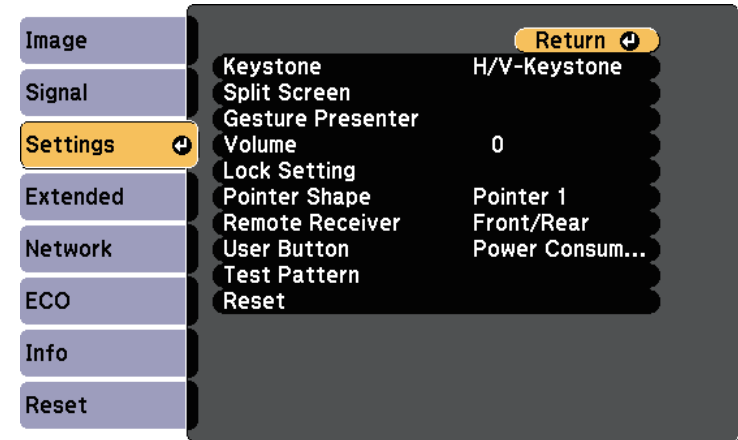 Image
Signal
Settings
Extended
Network
ECO
Info
Reset
Return
Keystone H/V-Keystone
Split Screen
Gesture Presenter
Volume 0
Lock Setting
Pointer Shape Pointer 1
Remote Receiver Front/Rear
User Button Power Consum...
Test Pattern
Reset